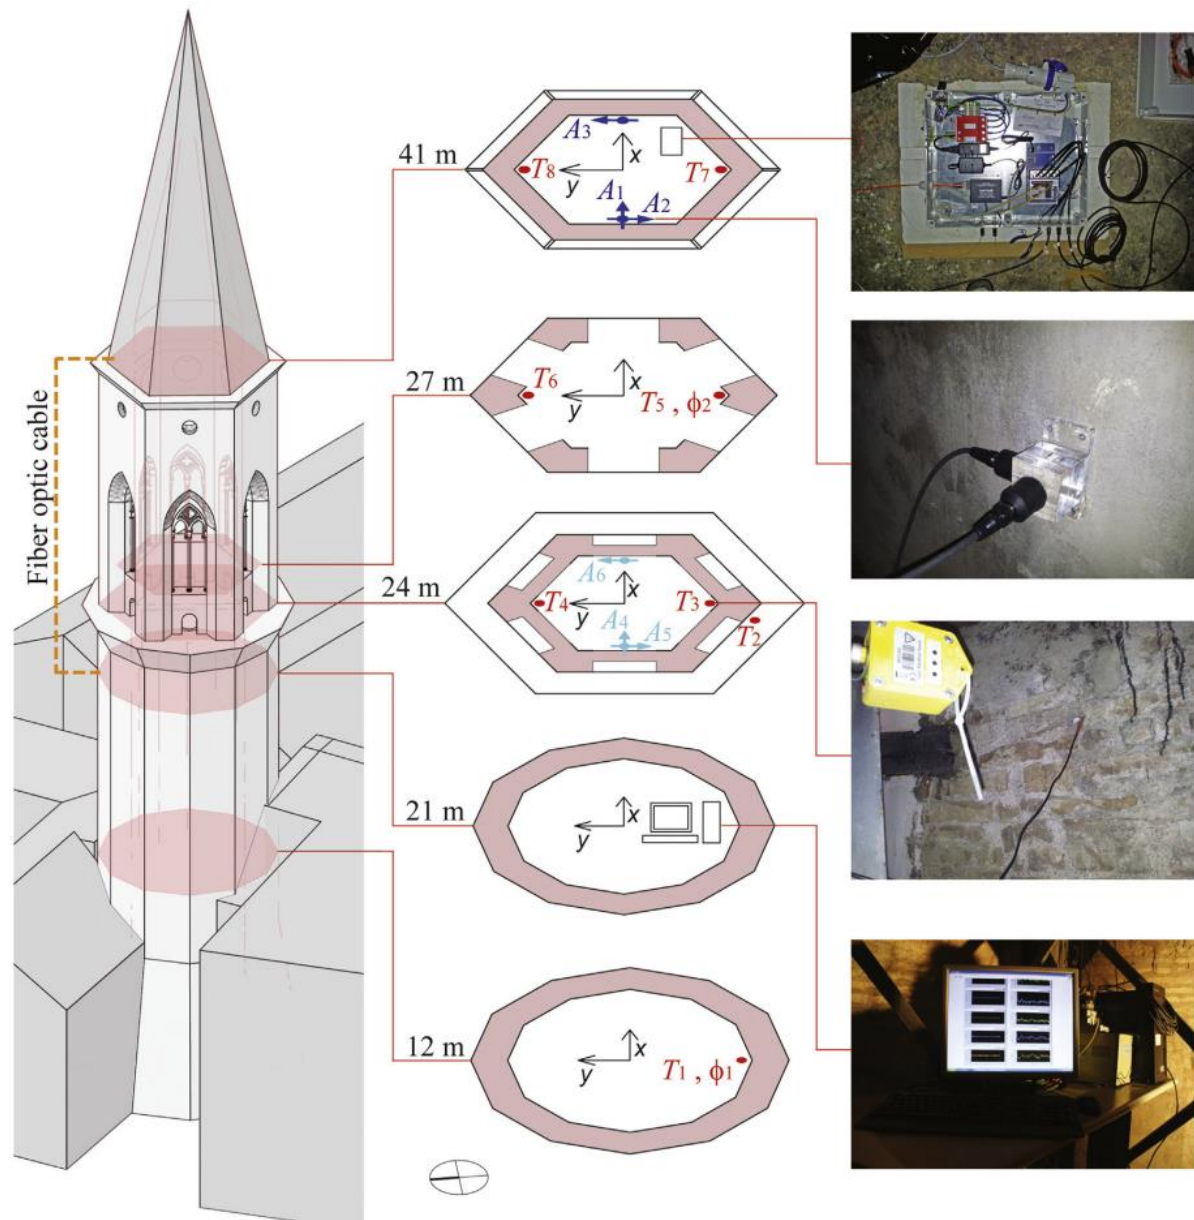 Fiber optic cable
41 m
A3
x
y
T8
T7
A1
A2
27 m
T6
x
y
T5 , ϕ2
24 m
A6
x
y
T4
T3
A4
A5
T2
21 m
x
y
12 m
x
y
T1 , ϕ1